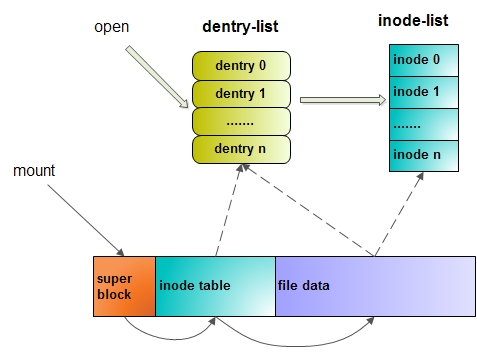 open
dentry-list
inode-list
dentry 0
dentry 1
.......
dentry n
inode 0
inode 1
.......
inode n
mount
super
block
inode table
file data